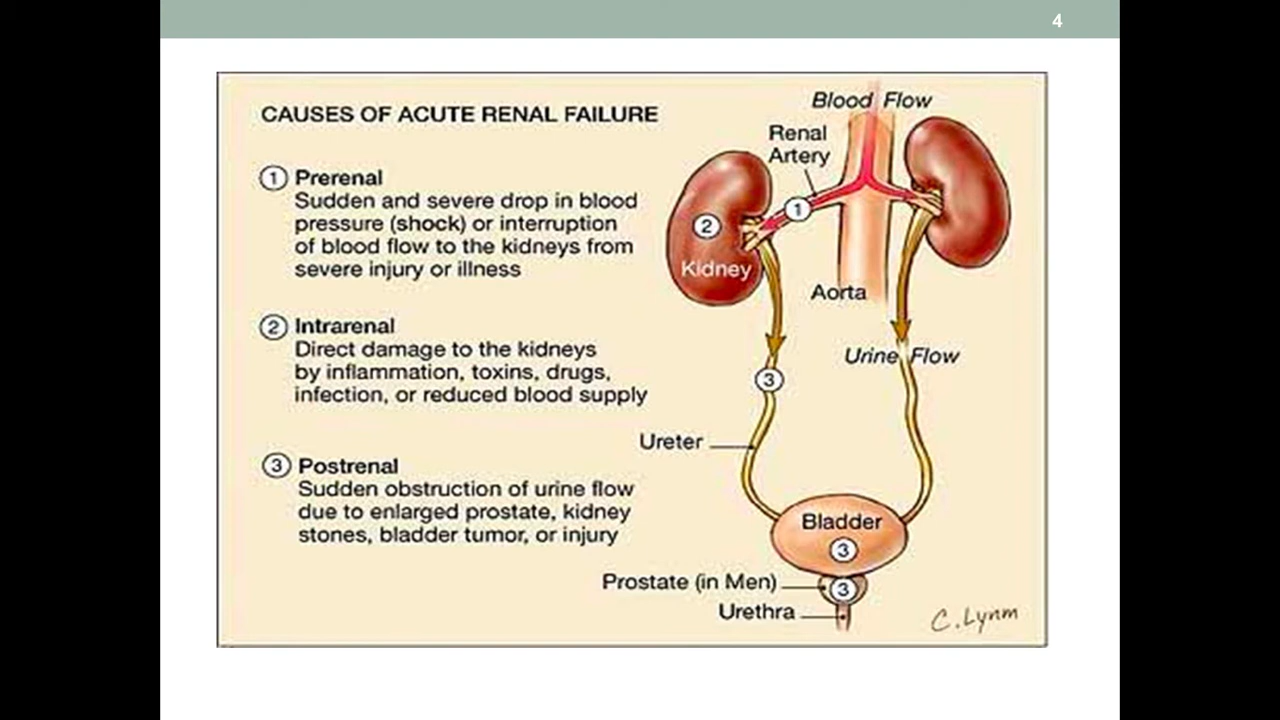 4
CAUSES OF ACUTE RENAL FAILURE
1 Prerenal
Sudden and severe drop in blood
pressure (shock) or interruption
of blood flow to the kidneys from
severe injury or illness
2 Intrarenal
Direct damage to the kidneys
by inflammation, toxins, drugs,
infection, or reduced blood supply
3 Postrenal
Sudden obstruction of urine flow
due to enlarged prostate, kidney
stones, bladder tumor, or injury
Blood Flow
Renal
Artery
1
2
Kidney
Aorta
Urine Flow
3
Ureter
Bladder
3
Prostate (in Men)
3
Urethra
C. Lynm